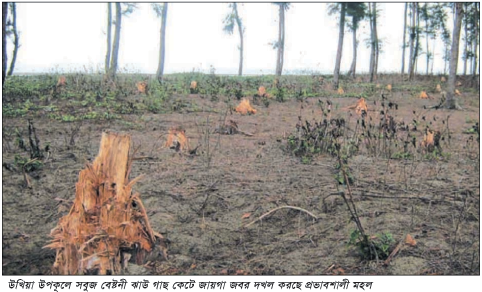 উখিয়া উপকূলে সবুজ বেষ্টনী ঝাউ গাছ কেটে জায়গা জবর দখল করছে প্রভাবশালী মহল